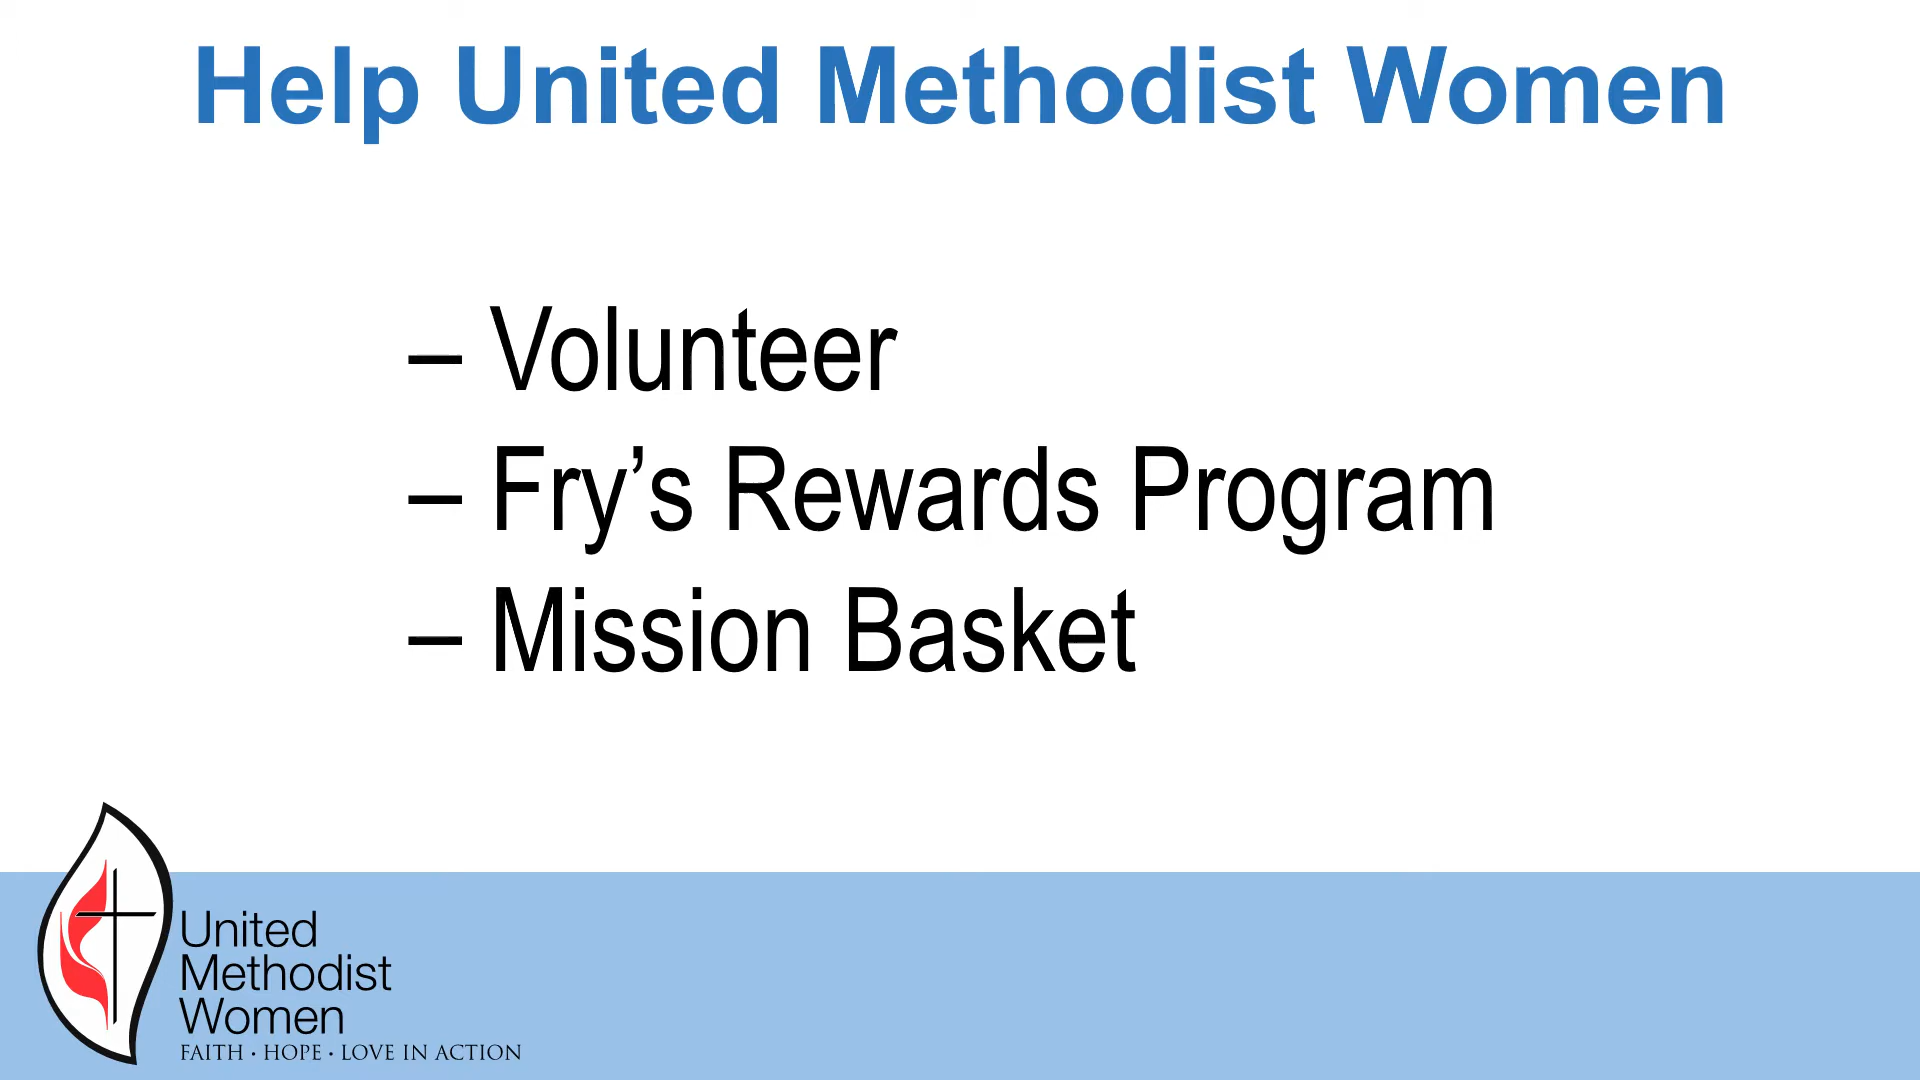 Help United Methodist Women
– Volunteer
– Fry’s Rewards Program
– Mission Basket
United
Methodist
Women
FAITH · HOPE · LOVE IN ACTION